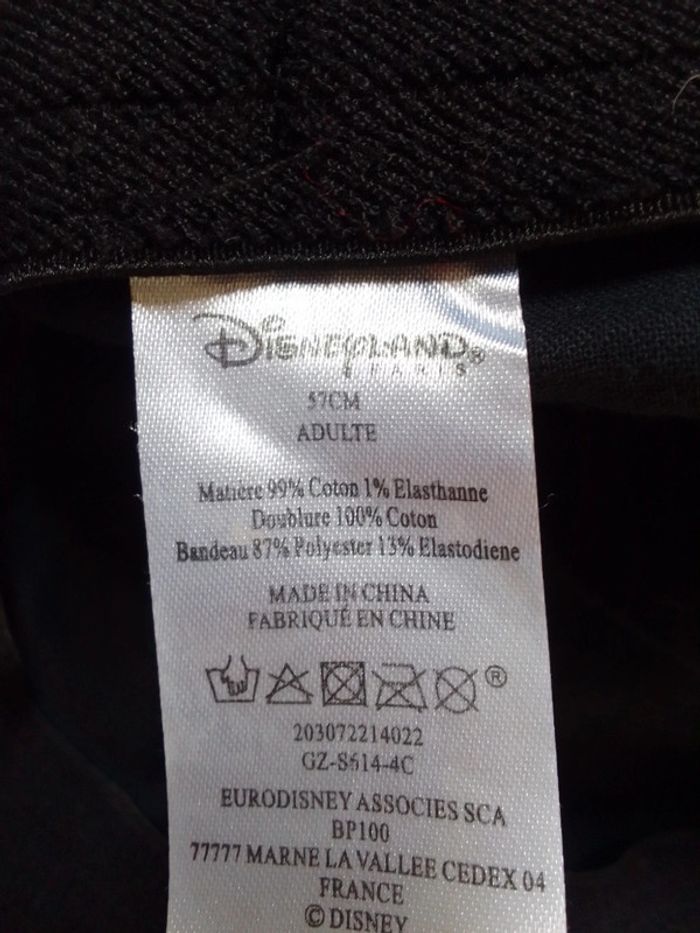 DISNEYLAND®
PARIS
57CM
ADULTE
Matière 99% Coton 1% Elasthanne
Doublure 100% Coton
Bandeau 87% Polyester 13% Elastodiene
MADE IN CHINA
FABRIQUÉ EN CHINE
®
203072214022
GZ-8614-4C
EURODISNEY ASSOCIES SCA
BP100
77777 MARNE LA VALLEE CEDEX 04
FRANCE
© DISNEY